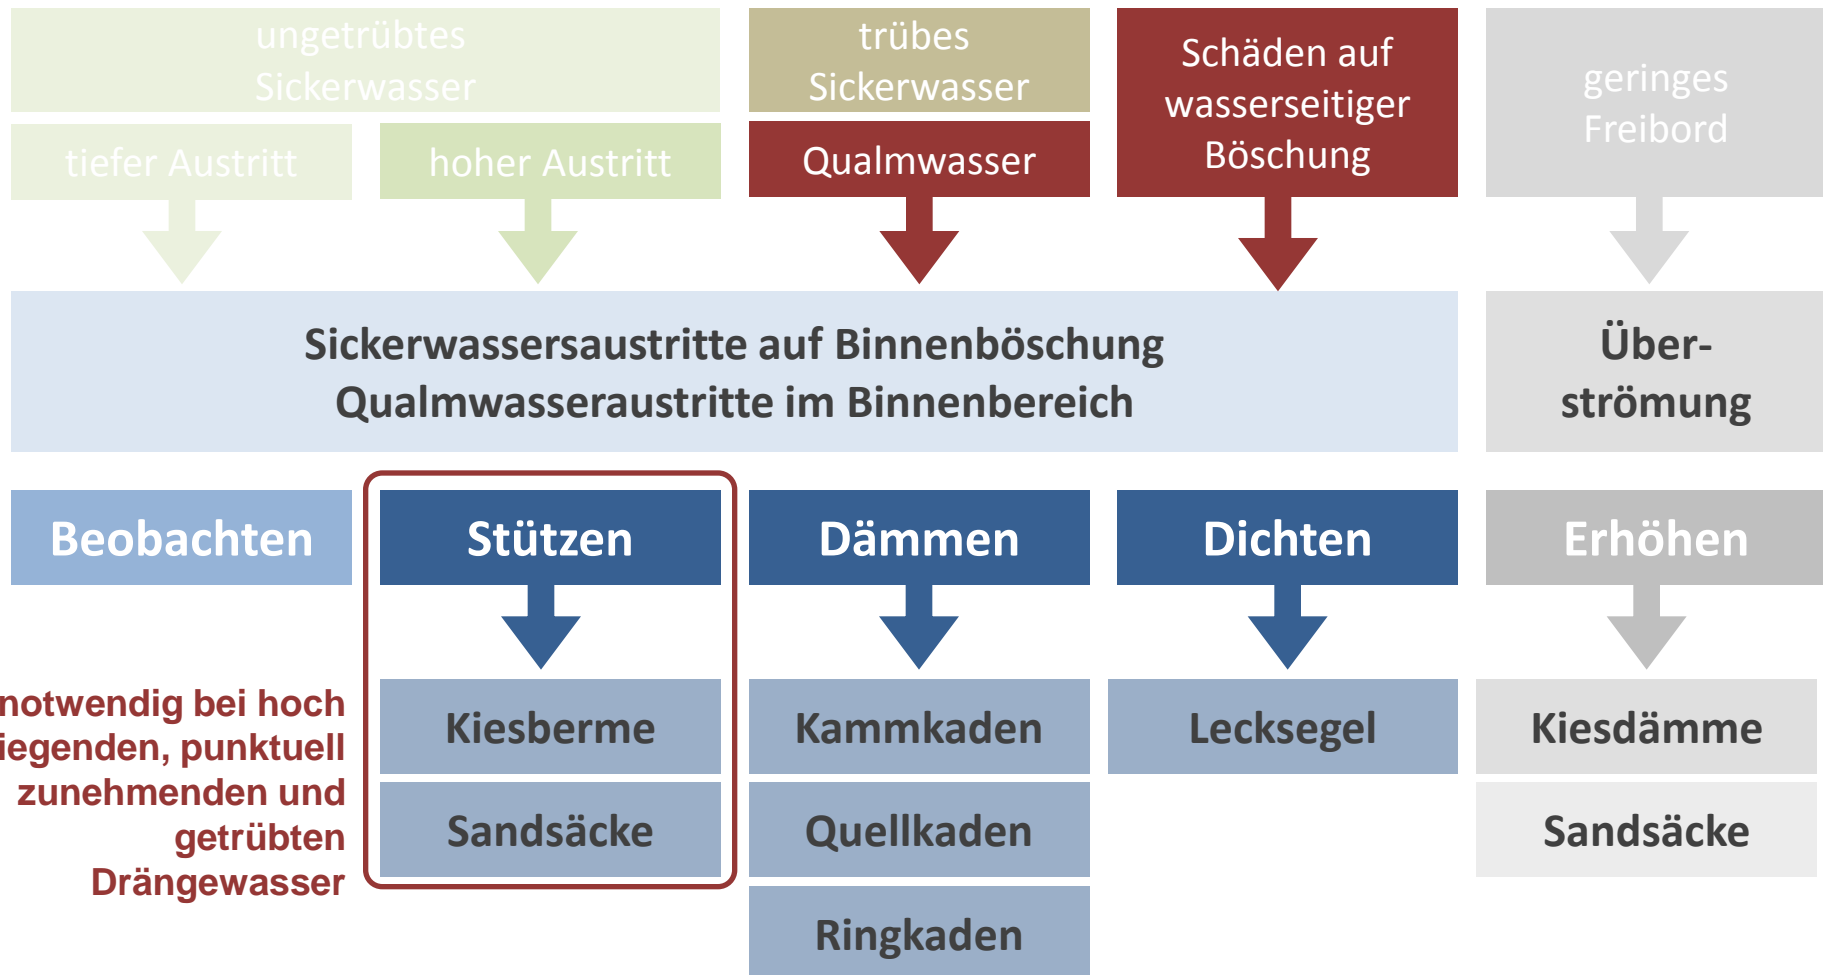 ungetrübtes
Sickerwasser
tiefer Austritt
hoher Austritt
trübes
Sickerwasser
Qualmwasser
Schäden auf
wasserseitiger
Böschung
geringes
Freibord
Sickerwassersaustritte auf Binnenböschung
Qualmwasseraustritte im Binnenbereich
Über-
strömung
Beobachten
Stützen
Dämmen
Dichten
Erhöhen
notwendig bei hoch
iegenden, punktuell
zunehmenden und
getrübten
Drängewasser
Kiesberme
Sandsäcke
Kammkaden
Quellkaden
Ringkaden
Lecksegel
Kiesdämme
Sandsäcke